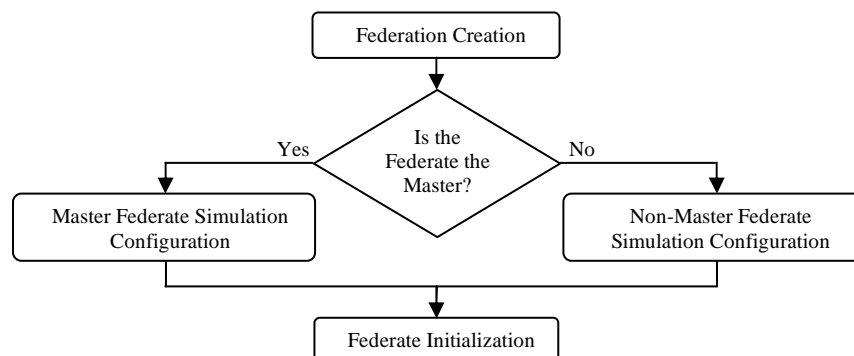 Federation Creation
Is the
Federate the
Master?
Yes
No
Master Federate Simulation
Configuration
Non-Master Federate
Simulation Configuration
Federate Initialization